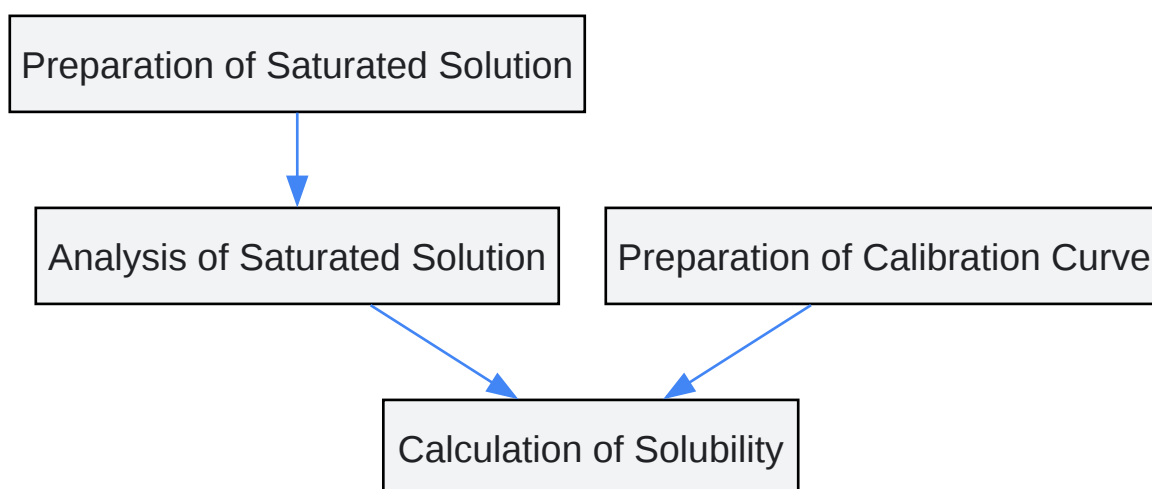 Preparation of Saturated Solution
Analysis of Saturated Solution
Preparation of Calibration Curve
Calculation of Solubility